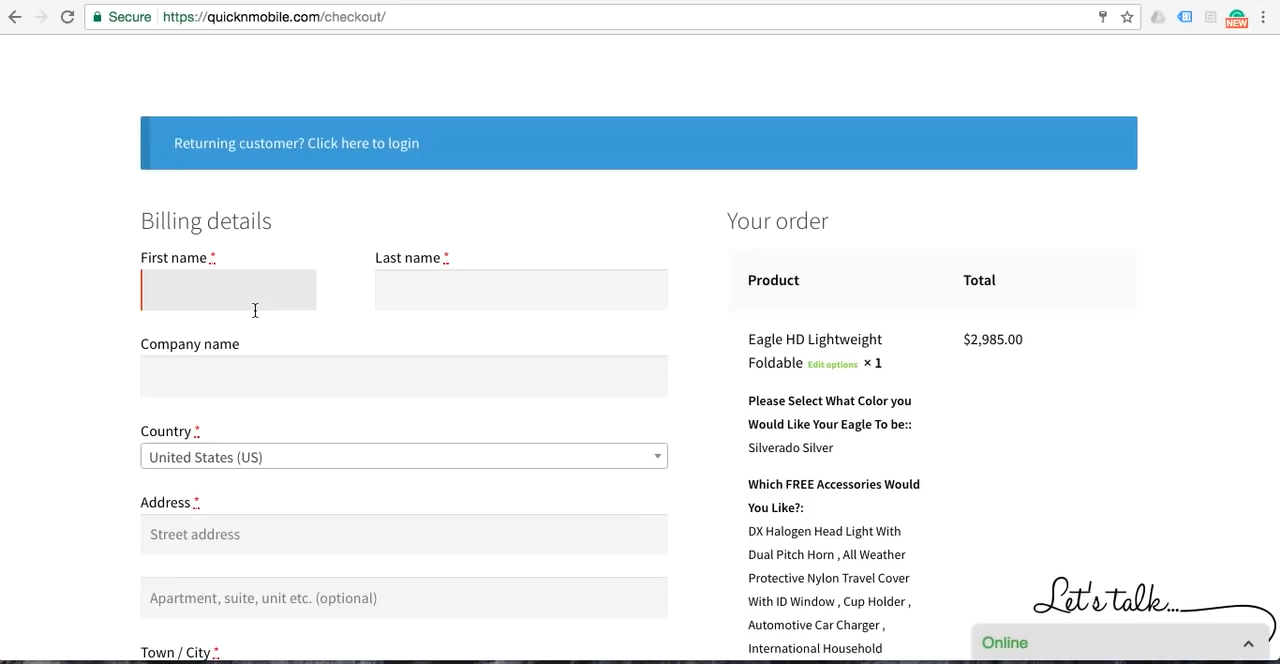 Secure https://quicknmobile.com/checkout/
NEW
Returning customer? Click here to login
Billing details
First name *
Last name *
Company name
Country *
United States (US)
Address *
Street address
Apartment, suite, unit etc. (optional)
Town / City *
Your order
Product Total
Eagle HD Lightweight $2,985.00
Foldable Edit options × 1
Please Select What Color you
Would Like Your Eagle To be::
Silverado Silver
Which FREE Accessories Would
You Like?:
DX Halogen Head Light With
Dual Pitch Horn , All Weather
Protective Nylon Travel Cover
With ID Window , Cup Holder ,
Automotive Car Charger ,
International Household
Let's talk...
Online